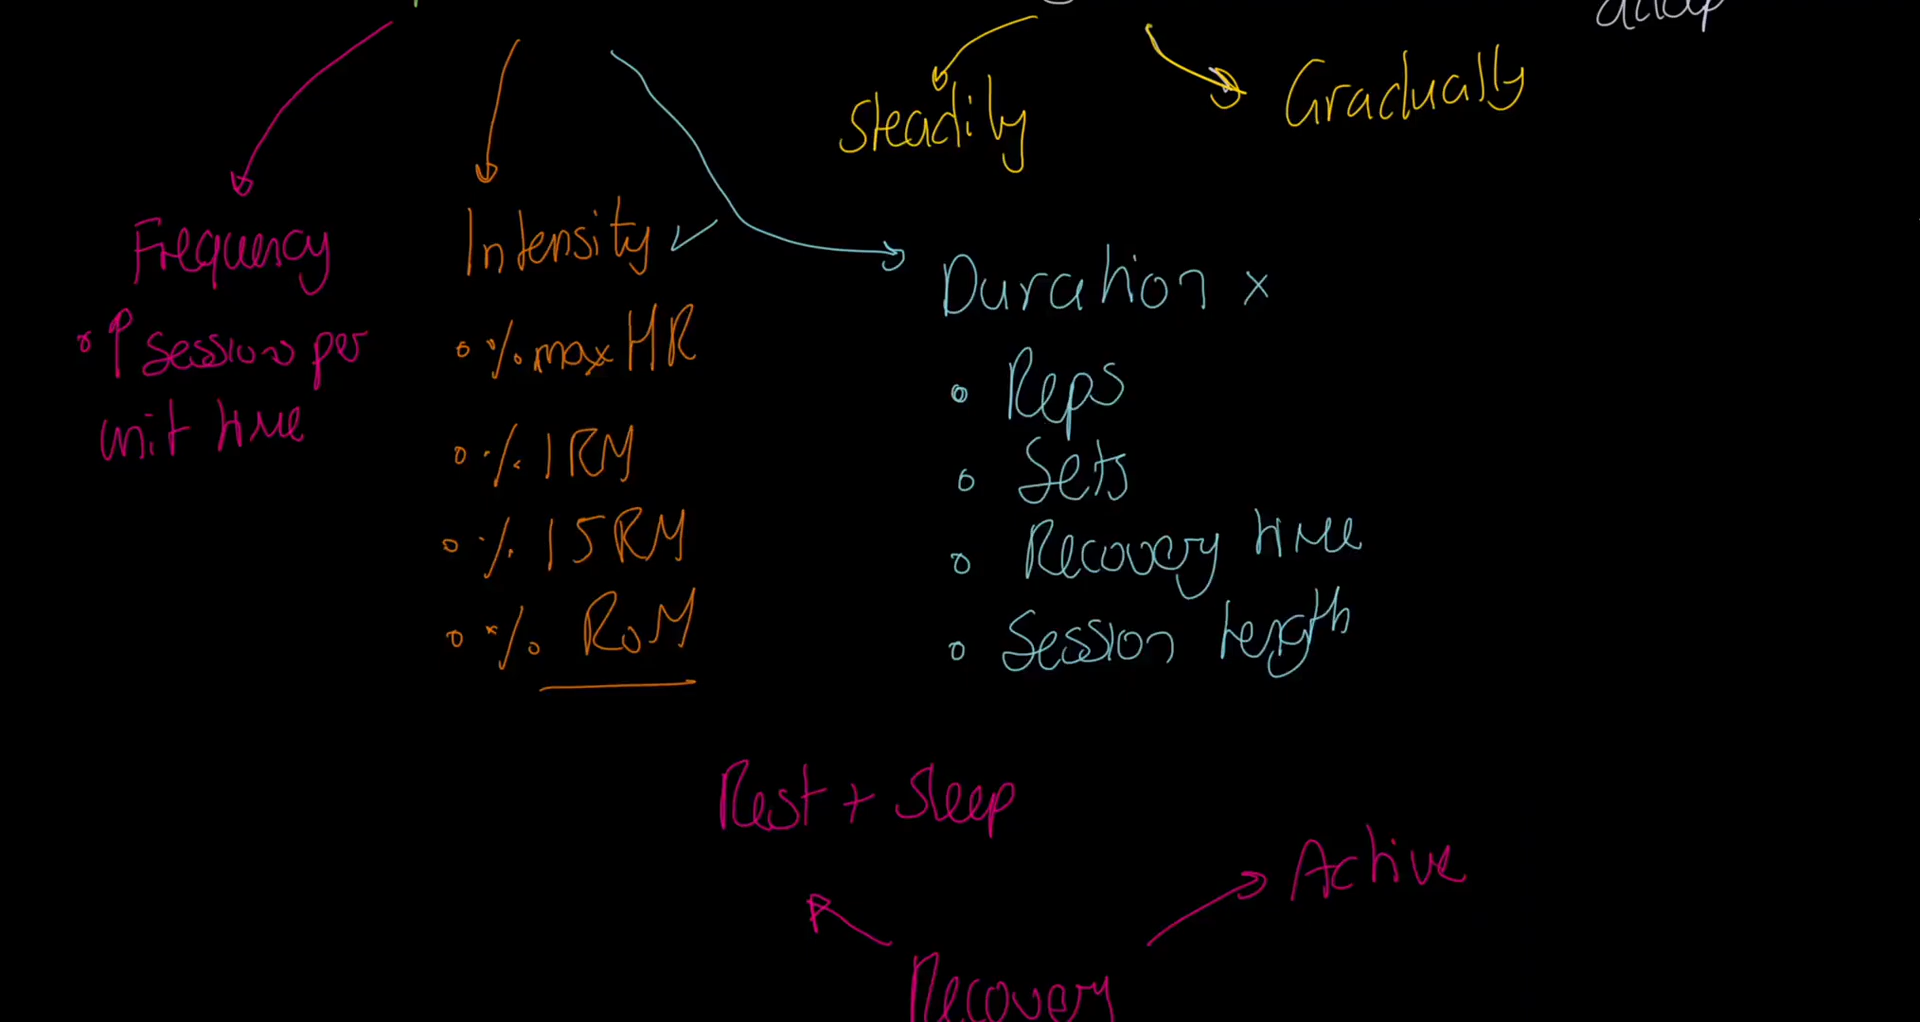 Steadily
Gradually
Frequency
↑ sessions per
unit time
Intensity ✓
% max HR
% 1RM
% 15RM
% RoM
Duration x
Reps
Sets
Recovery time
Session length
Rest + Sleep
Active
Recovery